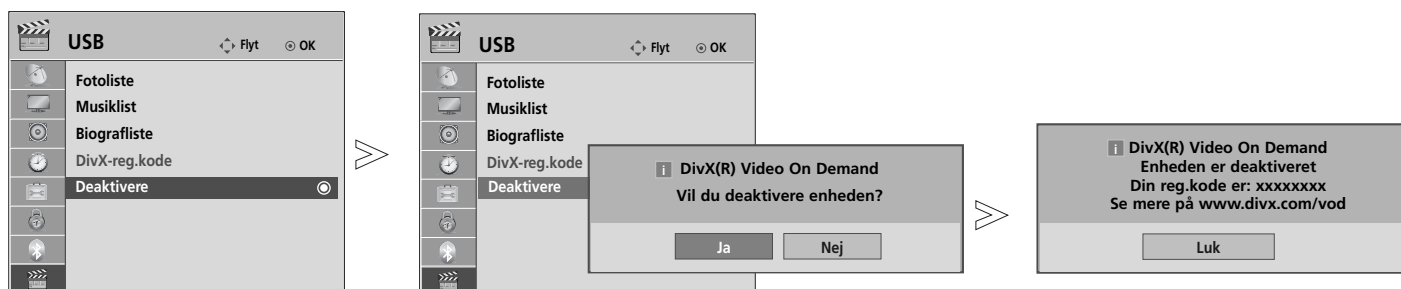 USB
Flyt
OK
Fotoliste
Musiklist
Biografliste
DivX-reg.kode
Deaktivere
USB
Flyt
OK
Fotoliste
Musiklist
Biografliste
DivX-reg.kode
Deaktivere
i DivX(R) Video On Demand
Vil du deaktivere enheden?
Ja
Nej
i DivX(R) Video On Demand
Enheden er deaktiveret
Din reg.kode er: xxxxxxxx
Se mere på www.divx.com/vod
Luk